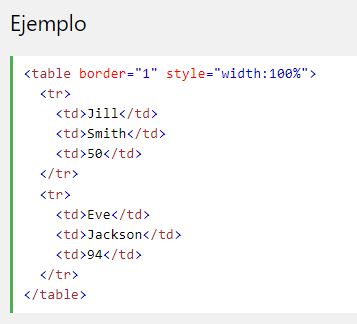 Ejemplo
<table border="1" style="width:100%">
  <tr>
    <td>Jill</td>
    <td>Smith</td>
    <td>50</td>
  </tr>
  <tr>
    <td>Eve</td>
    <td>Jackson</td>
    <td>94</td>
  </tr>
</table>